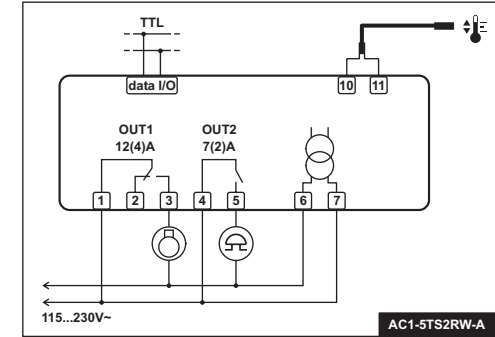 TTL
data I/O
10 11
OUT1 OUT2
12(4)A 7(2)A
1 2 3 4 5 6 7
115...230V~
AC1-5TS2RW-A